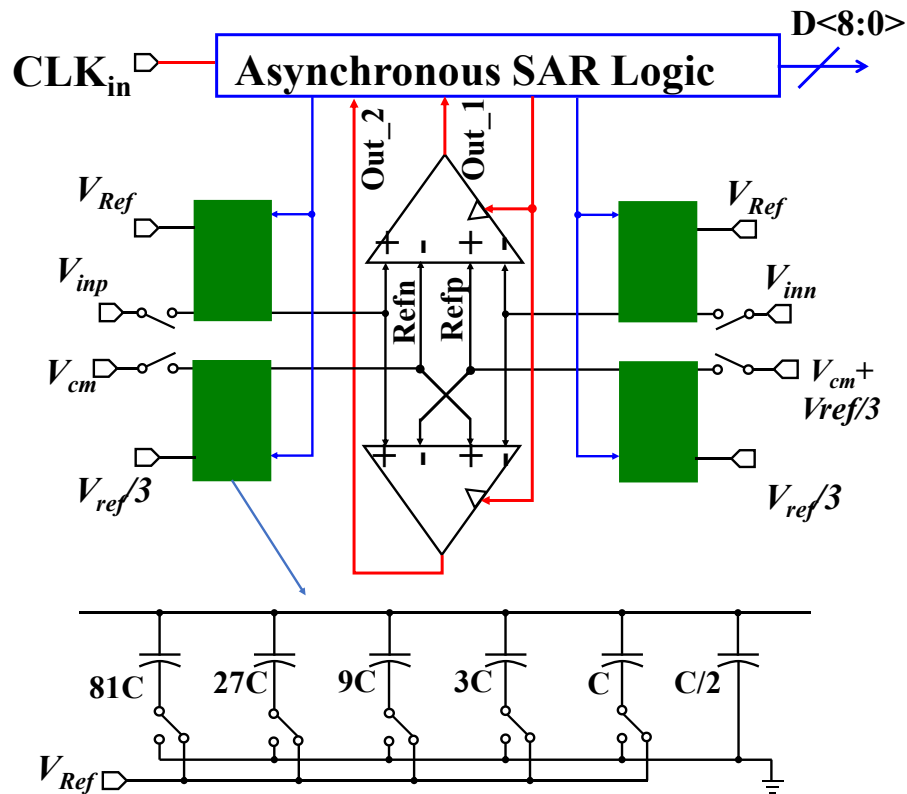 D<8:0>
CLKin
Asynchronous SAR Logic
Out_2
Out_1
VRef
VRef
Vinp
Vinn
+ - + -
Refn
Refp
Vcm
Vcm+
Vref/3
+ - + -
Vref/3
Vref/3
81C
27C
9C
3C
C
C/2
VRef